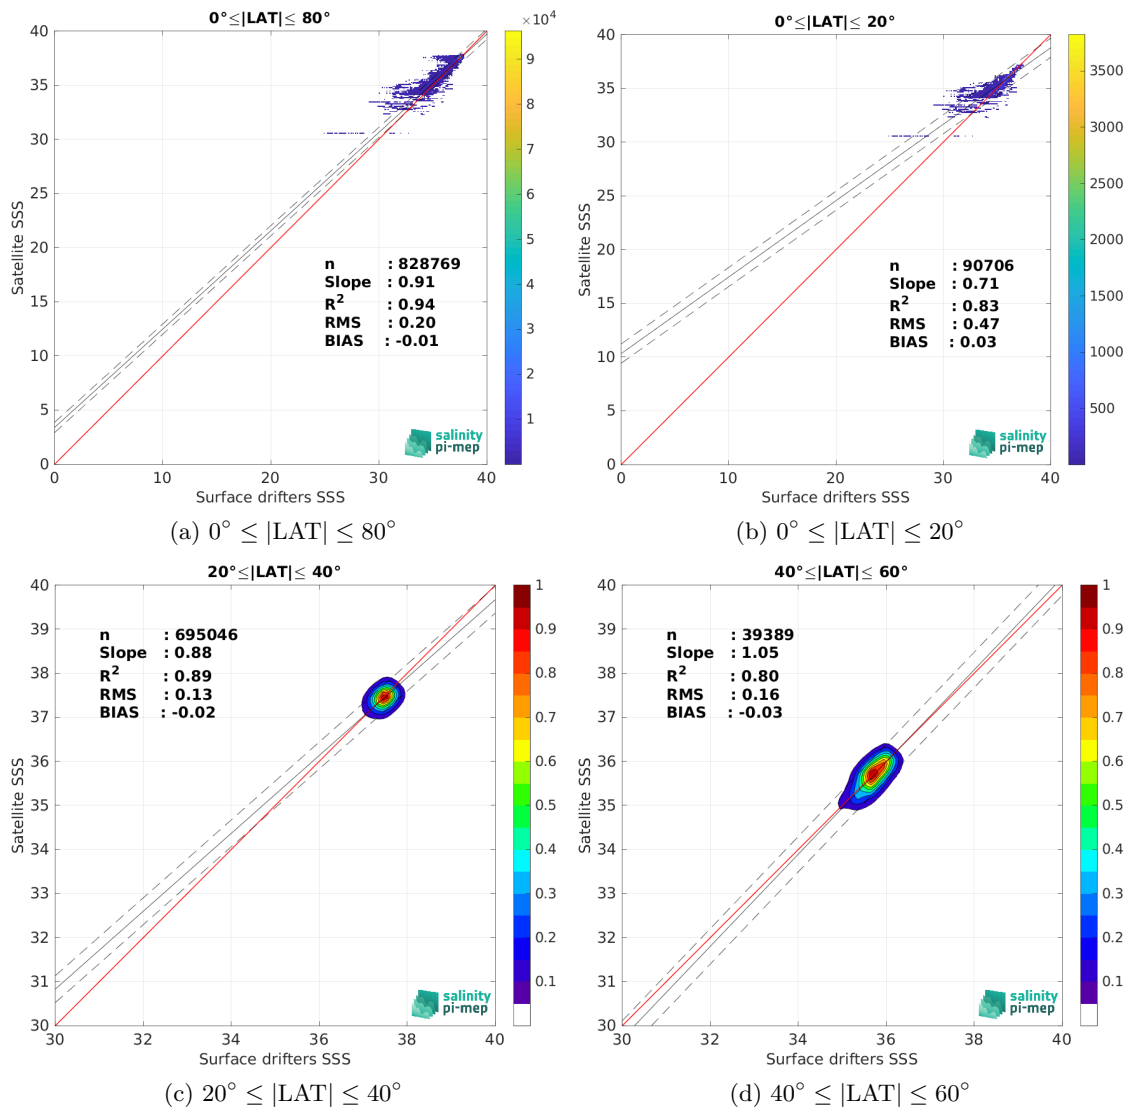 0°≤|LAT|≤ 80°
×10⁴
40
35
30
25
20
15
10
5
0
Satellite SSS
n : 828769
Slope : 0.91
R² : 0.94
RMS : 0.20
BIAS : -0.01
salinity
pi-mep
0 10 20 30 40
Surface drifters SSS
9
8
7
6
5
4
3
2
1
(a) 0° ≤ |LAT| ≤ 80°
0°≤|LAT|≤ 20°
40
35
30
25
20
15
10
5
0
Satellite SSS
n : 90706
Slope : 0.71
R² : 0.83
RMS : 0.47
BIAS : 0.03
salinity
pi-mep
0 10 20 30 40
Surface drifters SSS
3500
3000
2500
2000
1500
1000
500
(b) 0° ≤ |LAT| ≤ 20°
20°≤|LAT|≤ 40°
40
39
38
37
36
35
34
33
32
31
30
Satellite SSS
n : 695046
Slope : 0.88
R² : 0.89
RMS : 0.13
BIAS : -0.02
salinity
pi-mep
30 32 34 36 38 40
Surface drifters SSS
1
0.9
0.8
0.7
0.6
0.5
0.4
0.3
0.2
0.1
(c) 20° ≤ |LAT| ≤ 40°
40°≤|LAT|≤ 60°
40
39
38
37
36
35
34
33
32
31
30
Satellite SSS
n : 39389
Slope : 1.05
R² : 0.80
RMS : 0.16
BIAS : -0.03
salinity
pi-mep
30 32 34 36 38 40
Surface drifters SSS
1
0.9
0.8
0.7
0.6
0.5
0.4
0.3
0.2
0.1
(d) 40° ≤ |LAT| ≤ 60°